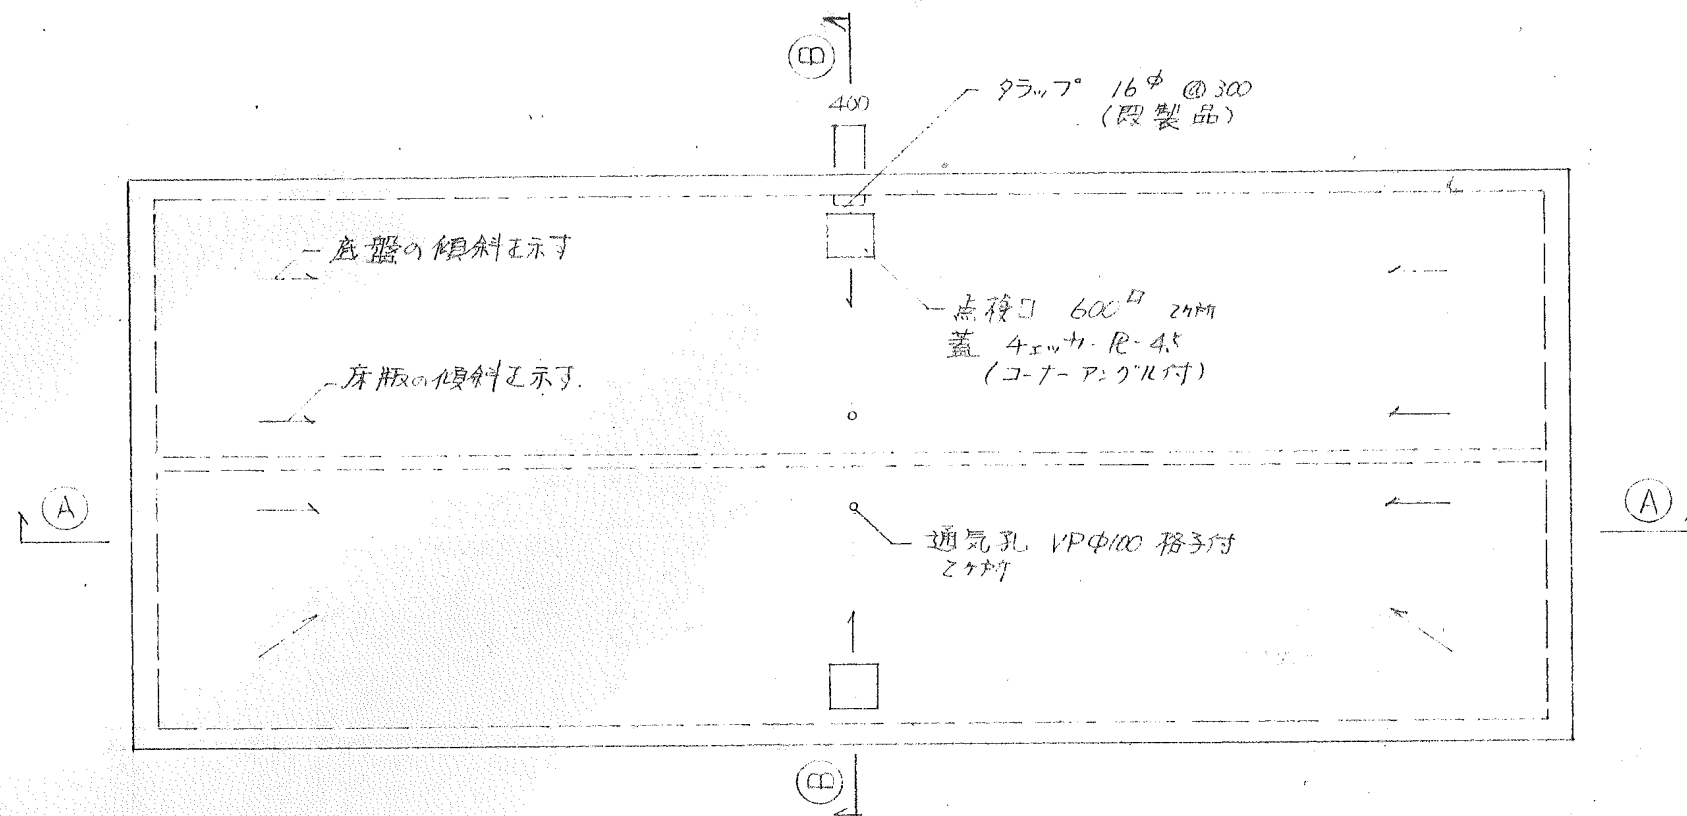 B
400
タラップ 16φ @300
(既製品)
底盤の傾斜を示す
点検口 600□ 2ヶ所
蓋 チェッカ-PL-4.5
(コーナーアングル付)
床版の傾斜を示す.
A
A
通気孔 VPφ100 格子付
2ヶ所
B